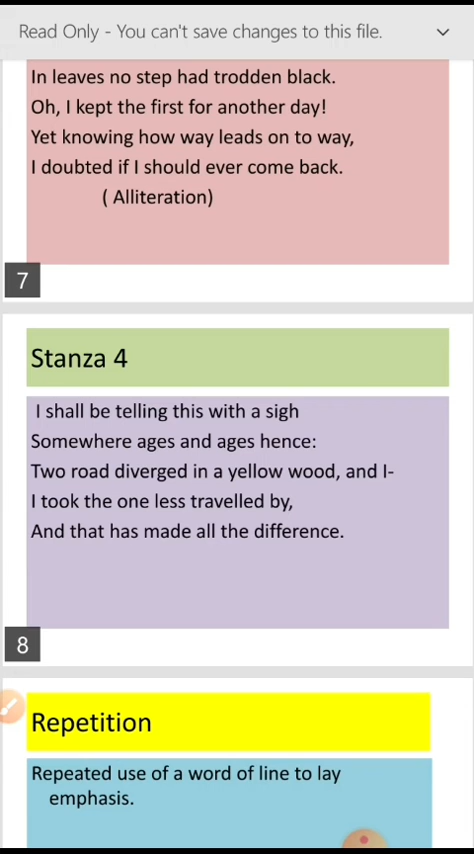 Read Only - You can't save changes to this file.
In leaves no step had trodden black.
Oh, I kept the first for another day!
Yet knowing how way leads on to way,
I doubted if I should ever come back.
( Alliteration)
7
Stanza 4
I shall be telling this with a sigh
Somewhere ages and ages hence:
Two road diverged in a yellow wood, and I-
I took the one less travelled by,
And that has made all the difference.
8
Repetition
Repeated use of a word of line to lay
emphasis.